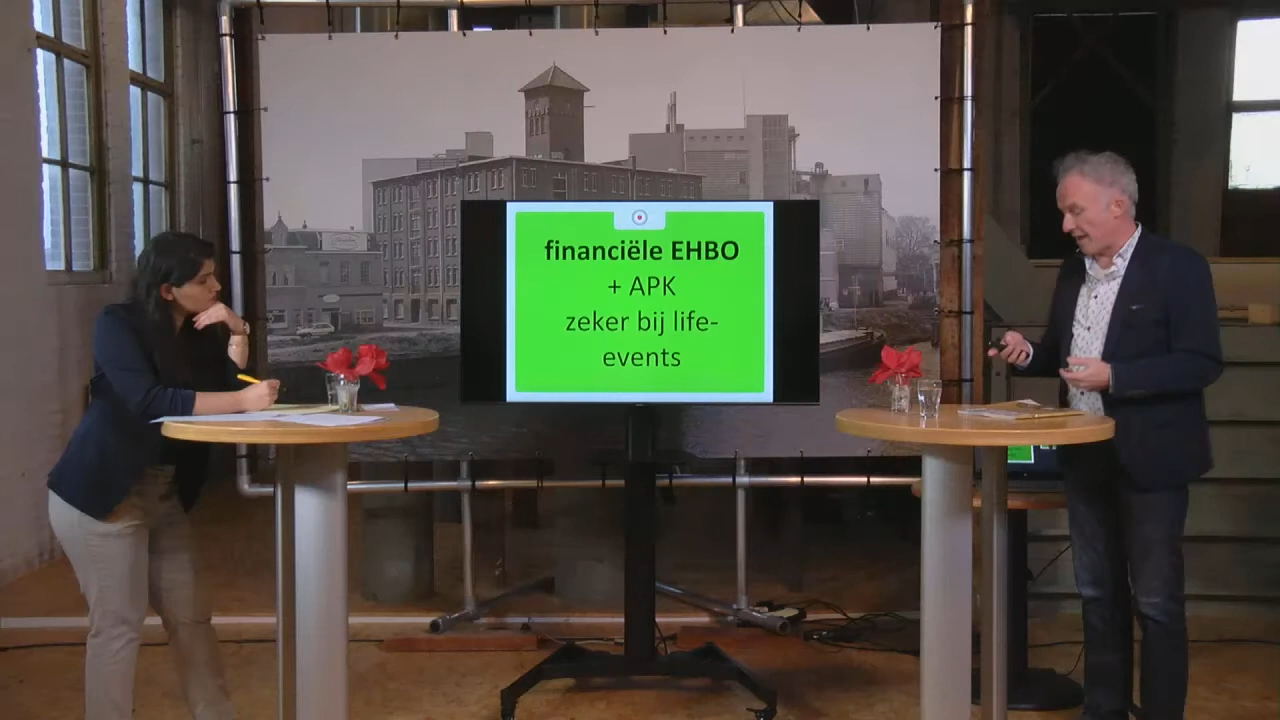 financiële EHBO
+ APK
zeker bij life-
events